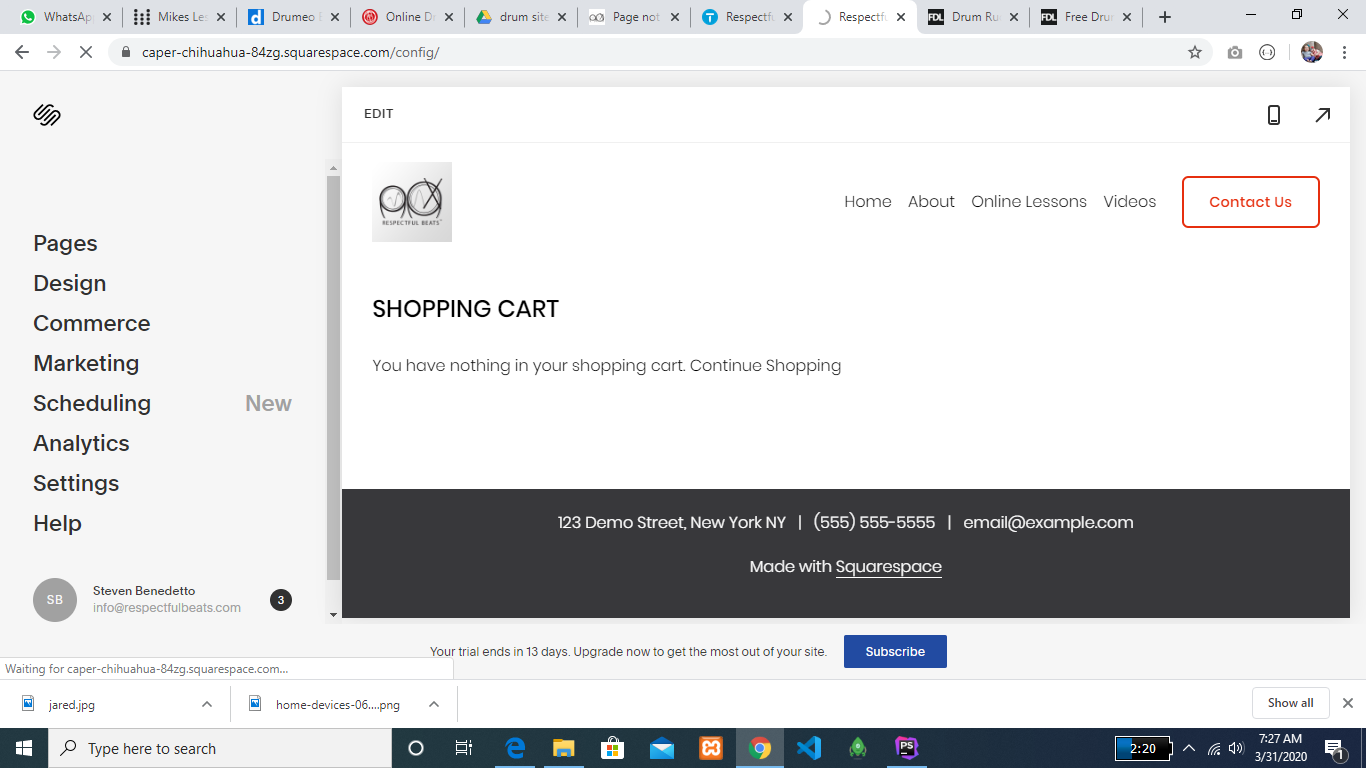 WhatsApp
Mikes Les
Drumeo E
Online Dr
drum site
Page not
Respectfu
Respectfu
Drum Rud
Free Drum
caper-chihuahua-84zg.squarespace.com/config/
EDIT
RESPECTFUL BEATS
Home About Online Lessons Videos Contact Us
Pages
Design
Commerce
Marketing
Scheduling New
Analytics
Settings
Help
SB
Steven Benedetto
info@respectfulbeats.com
3
SHOPPING CART
You have nothing in your shopping cart. Continue Shopping
123 Demo Street, New York NY | (555) 555-5555 | email@example.com
Made with Squarespace
Your trial ends in 13 days. Upgrade now to get the most out of your site. Subscribe
Waiting for caper-chihuahua-84zg.squarespace.com...
jared.jpg
home-devices-06....png
Show all
Type here to search
2:20
7:27 AM
3/31/2020
1